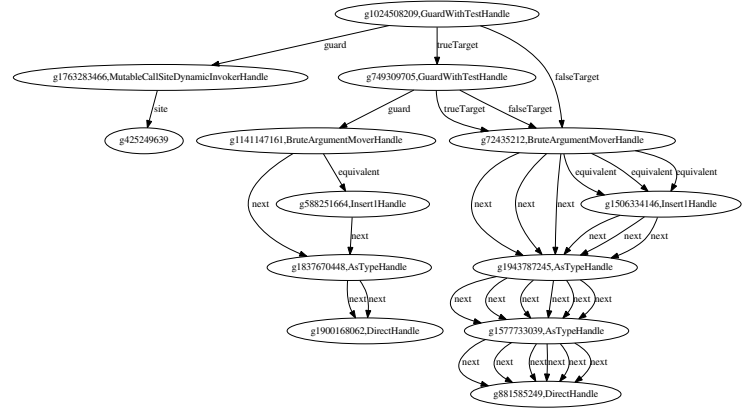 g1024508209,GuardWithTestHandle
guard
trueTarget
falseTarget
g1763283466,MutableCallSiteDynamicInvokerHandle
g749309705,GuardWithTestHandle
site
guard
trueTarget
falseTarget
g425249639
g1141147161,BruteArgumentMoverHandle
g72435212,BruteArgumentMoverHandle
equivalent
equivalent
equivalent
equivalent
next
g588251664,Insert1Handle
next
next
next
g1506334146,Insert1Handle
next
next
next
next
g1837670448,AsTypeHandle
g1943787245,AsTypeHandle
next
next
next
next
next
next
next
next
g1900168062,DirectHandle
g1577733039,AsTypeHandle
next
next
next
next
next
next
g881585249,DirectHandle